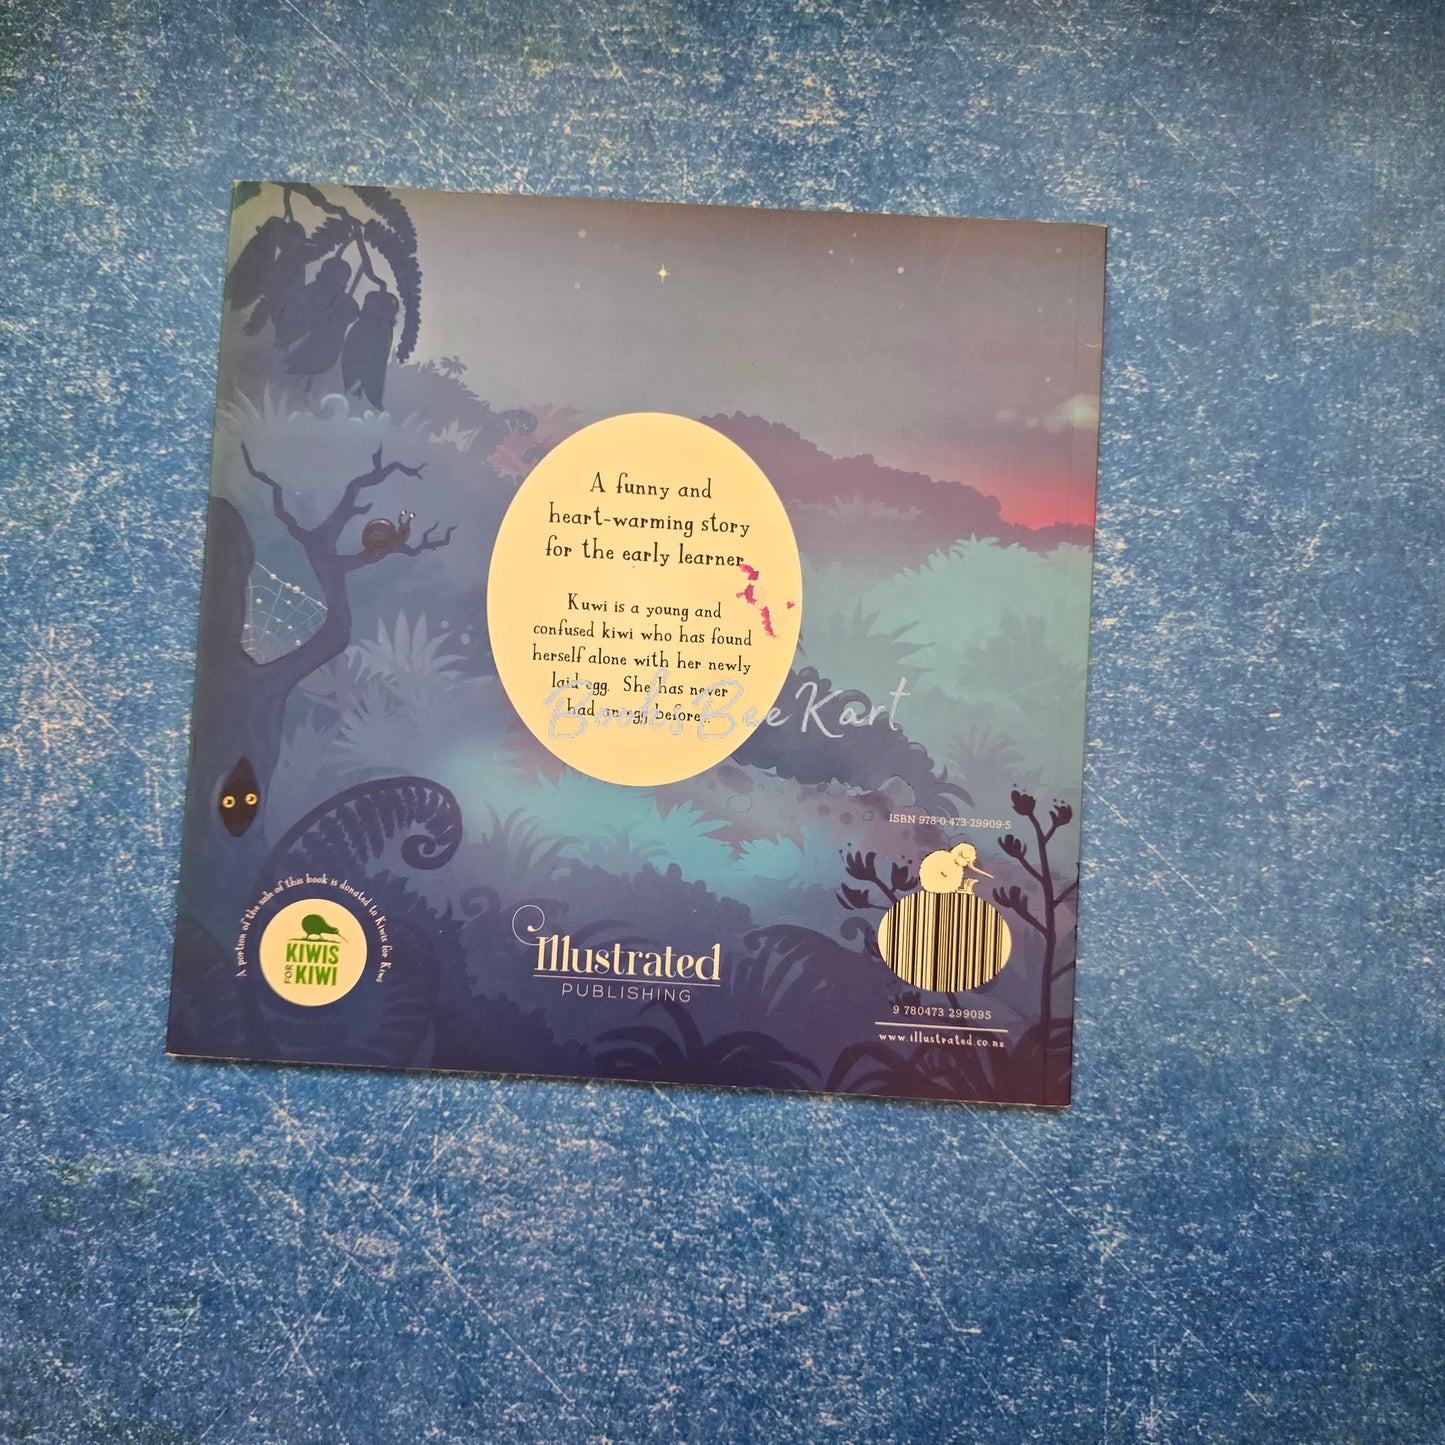 A funny and
heart-warming story
for the early learner
Kuwi is a young and
confused kiwi who has found
herself alone with her newly
laid egg. She has never
had an egg before...
BooksBeeKart
ISBN 978-0-473-29909-5
A portion of the sale of this book is donated to Kiwis for Kiwi
KIWIS
FOR KIWI
Illustrated
PUBLISHING
9 780473 299095
www.illustrated.co.nz